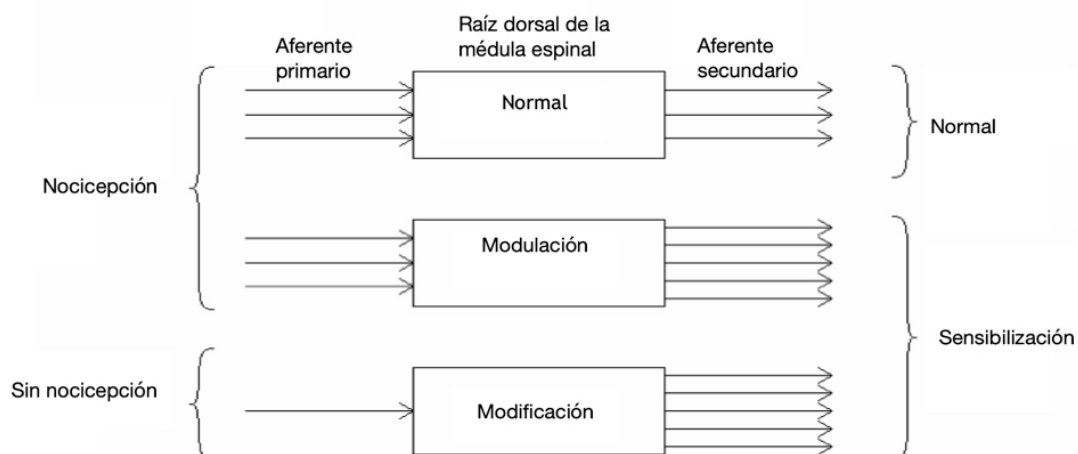 Raíz dorsal de la
médula espinal
Aferente
primario
Aferente
secundario
Normal
Normal
Nocicepción
Modulación
Sensibilización
Sin nocicepción
Modificación